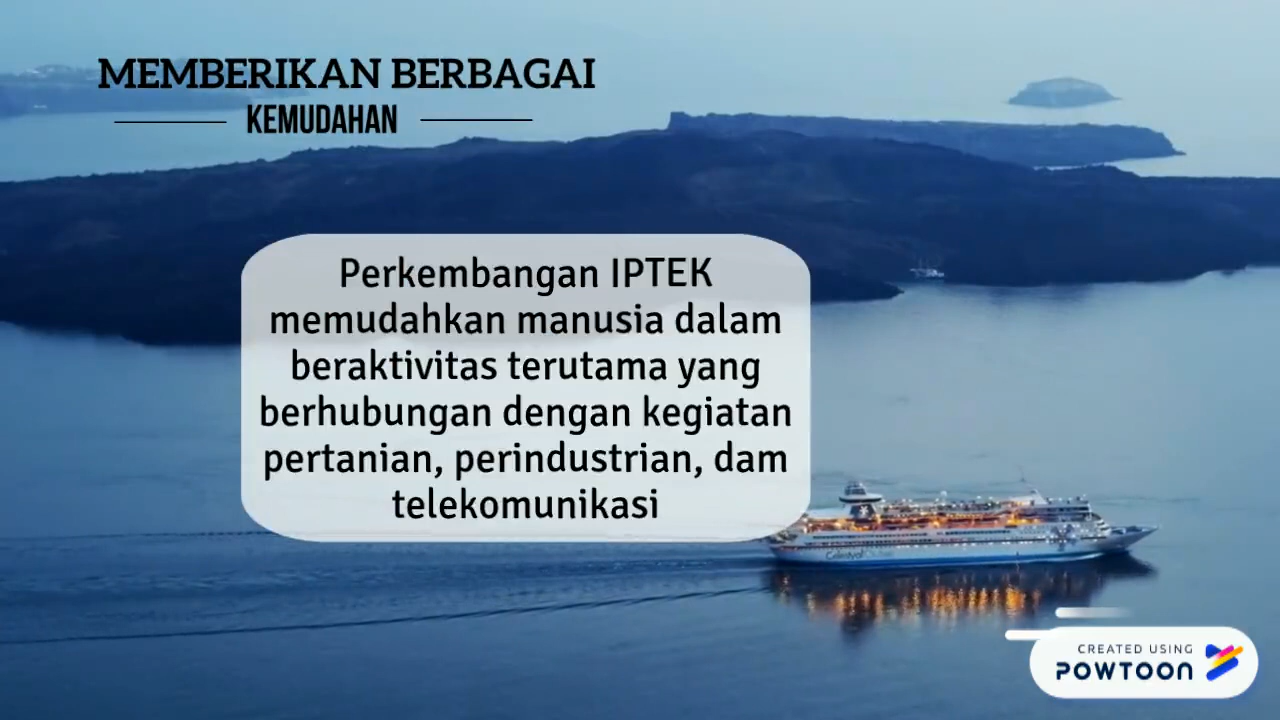 MEMBERIKAN BERBAGAI
KEMUDAHAN
Perkembangan IPTEK
memudahkan manusia dalam
beraktivitas terutama yang
berhubungan dengan kegiatan
pertanian, perindustrian, dam
telekomunikasi
CREATED USING
POWTOON